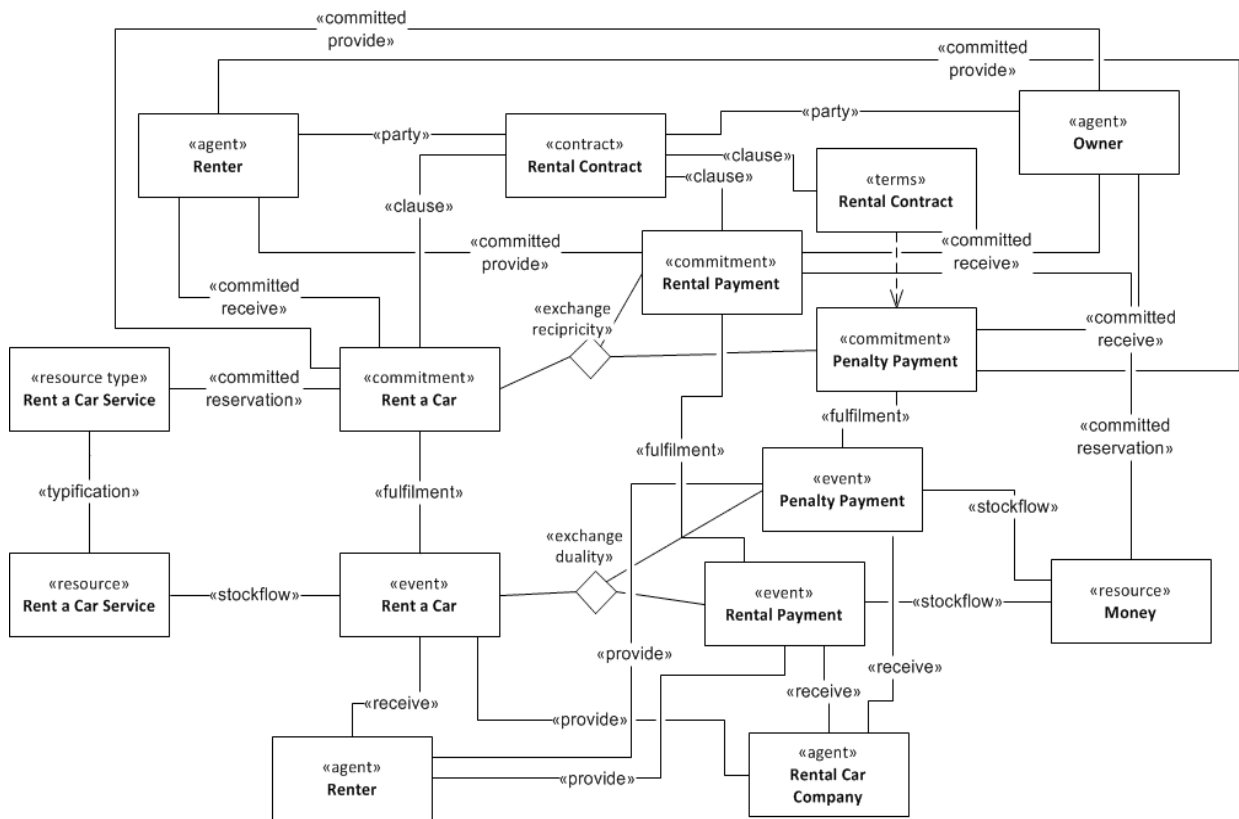 «committed
provide»
«committed
provide»
«agent»
Renter
«party»
«contract»
Rental Contract
«party»
«agent»
Owner
«clause»
«clause»
«terms»
Rental Contract
«clause»
«committed
provide»
«commitment»
Rental Payment
«committed
receive»
«committed
receive»
«exchange
recipricity»
«commitment»
Penalty Payment
«committed
receive»
«resource type»
Rent a Car Service
«committed
reservation»
«commitment»
Rent a Car
«fulfilment»
«committed
reservation»
«fulfilment»
«typification»
«fulfilment»
«event»
Penalty Payment
«stockflow»
«exchange
duality»
«resource»
Rent a Car Service
«stockflow»
«event»
Rent a Car
«event»
Rental Payment
«stockflow»
«resource»
Money
«provide»
«receive»
«receive»
«receive»
«provide»
«agent»
Renter
«provide»
«agent»
Rental Car
Company